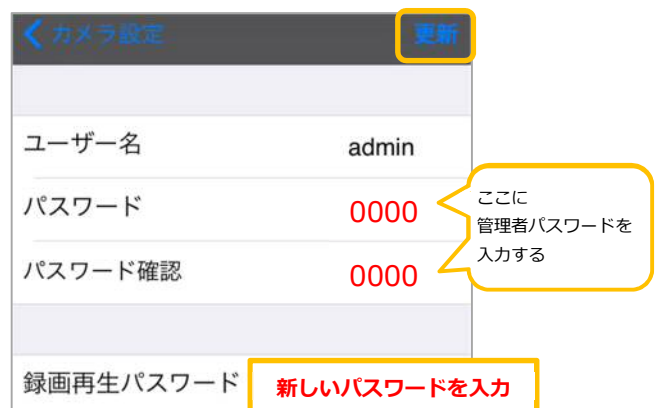 カメラ設定 更新
ユーザー名 admin
パスワード 0000
パスワード確認 0000
ここに
管理者パスワードを
入力する
録画再生パスワード 新しいパスワードを入力